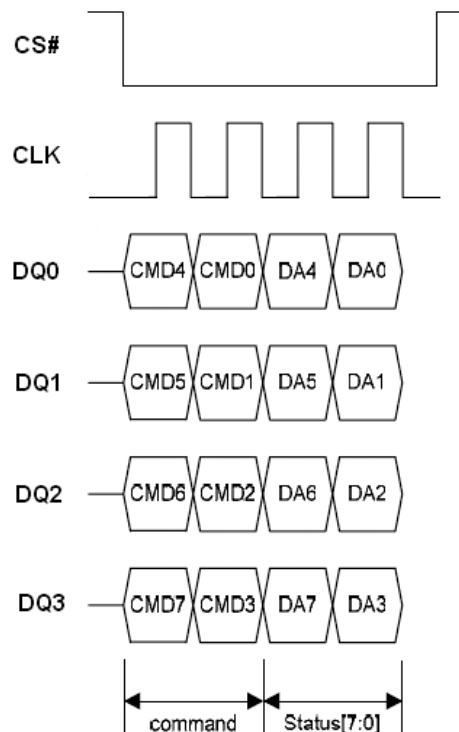 CS#
CLK
DQ0 CMD4 CMD0 DA4 DA0
DQ1 CMD5 CMD1 DA5 DA1
DQ2 CMD6 CMD2 DA6 DA2
DQ3 CMD7 CMD3 DA7 DA3
command Status[7:0]